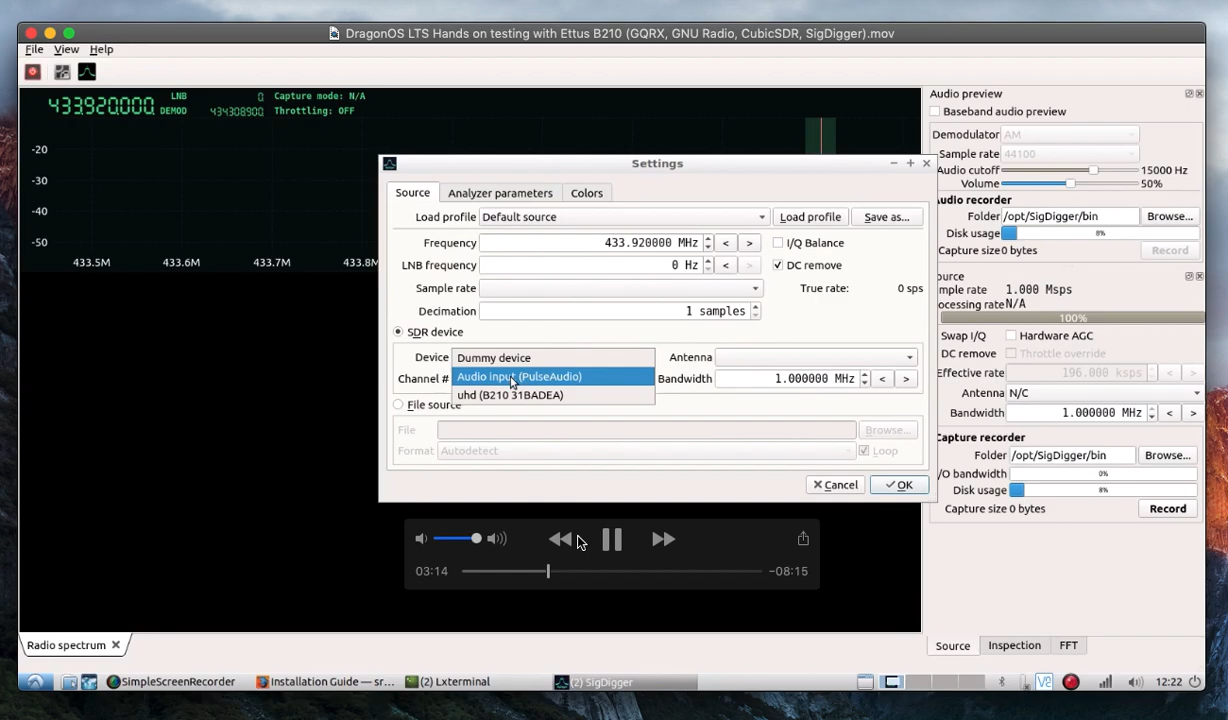 DragonOS LTS Hands on testing with Ettus B210 (GQRX, GNU Radio, CubicSDR, SigDigger).mov
File View Help
433.920.000. LNB 0 Capture mode: N/A
DEMOD 434308900 Throttling: OFF
-20
-30
-40
-50
433.5M 433.6M 433.7M 433.8M
Settings
Source Analyzer parameters Colors
Load profile Default source Load profile Save as...
Frequency 433.920000 MHz < > I/Q Balance
LNB frequency 0 Hz < > DC remove
Sample rate True rate: 0 sps
Decimation 1 samples
SDR device
Device Dummy device Antenna
Audio input (PulseAudio)
Channel # Bandwidth 1.000000 MHz < >
uhd (B210 31BADEA)
File source
File Browse...
Format Autodetect Loop
Cancel OK
03:14 -08:15
Audio preview
Baseband audio preview
Demodulator AM
Sample rate 44100
Audio cutoff 15000 Hz
Volume 50%
Audio recorder
Folder /opt/SigDigger/bin Browse...
Disk usage 8%
Capture size 0 bytes Record
ource
mple rate 1.000 Msps
ocessing rate N/A
100%
Swap I/Q Hardware AGC
DC remove Throttle override
Effective rate 196.000 ksps
Antenna N/C
Bandwidth 1.000000 MHz < >
Capture recorder
Folder /opt/SigDigger/bin Browse...
/O bandwidth 0%
Disk usage 8%
Capture size 0 bytes Record
Radio spectrum
Source Inspection FFT
SimpleScreenRecorder Installation Guide — sr... (2) Lxterminal (2) SigDigger 12:22